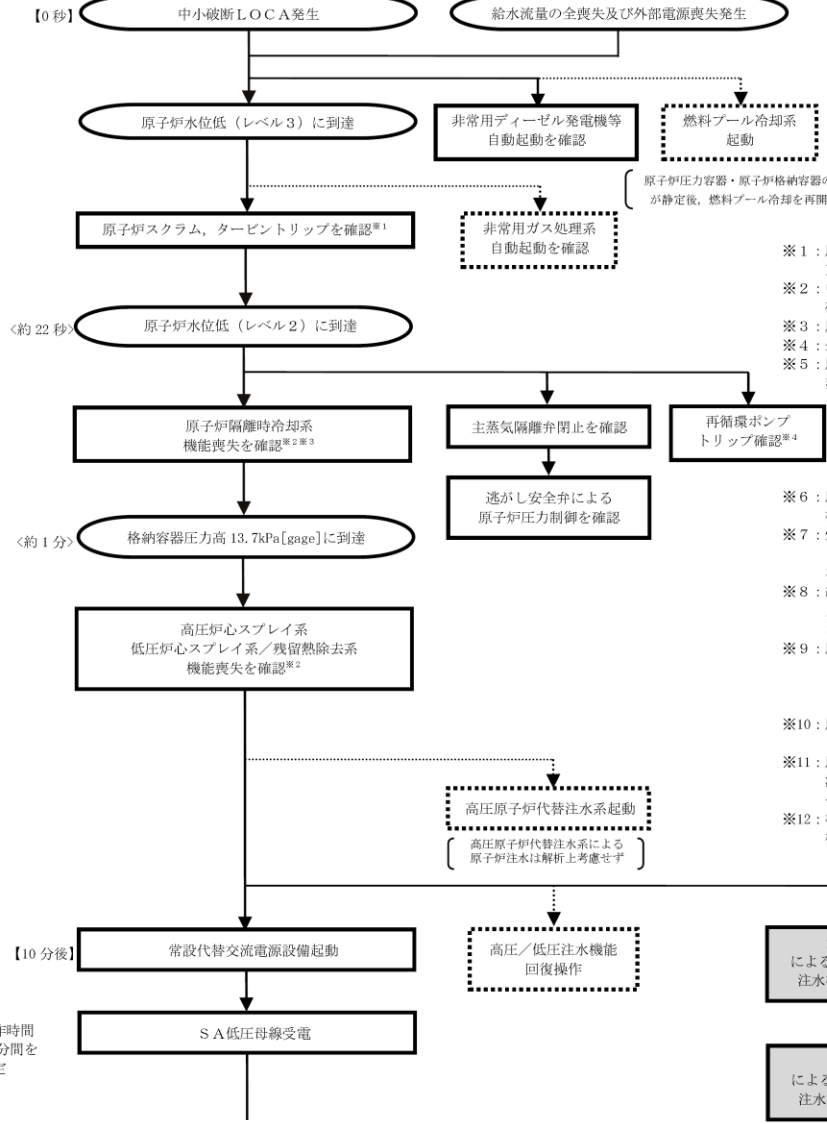 【0 秒】
中小破断LOCA発生
給水流量の全喪失及び外部電源喪失発生
原子炉水位低（レベル3）に到達
非常用ディーゼル発電機等
自動起動を確認
燃料プール冷却系
起動
原子炉圧力容器・原子炉格納容器の
が静定後，燃料プール冷却を再開
原子炉スクラム，タービントリップを確認※1
非常用ガス処理系
自動起動を確認
※1：
※2：
※3：
※4：
※5：
<約 22 秒>
原子炉水位低（レベル2）に到達
原子炉隔離時冷却系
機能喪失を確認※2※3
主蒸気隔離弁閉止を確認
再循環ポンプ
トリップ確認※4
逃がし安全弁による
原子炉圧力制御を確認
※6：
※7：
※8：
※9：
※10：
※11：
※12：
<約 1 分>
格納容器圧力高 13.7kPa[gage]に到達
高圧炉心スプレイ系
低圧炉心スプレイ系／残留熱除去系
機能喪失を確認※2
高圧原子炉代替注水系起動
高圧原子炉代替注水系による
原子炉注水は解析上考慮せず
【10 分後】
常設代替交流電源設備起動
高圧／低圧注水機能
回復操作
による
注水
SA低圧母線受電
作時間
分間を
定
による
注水